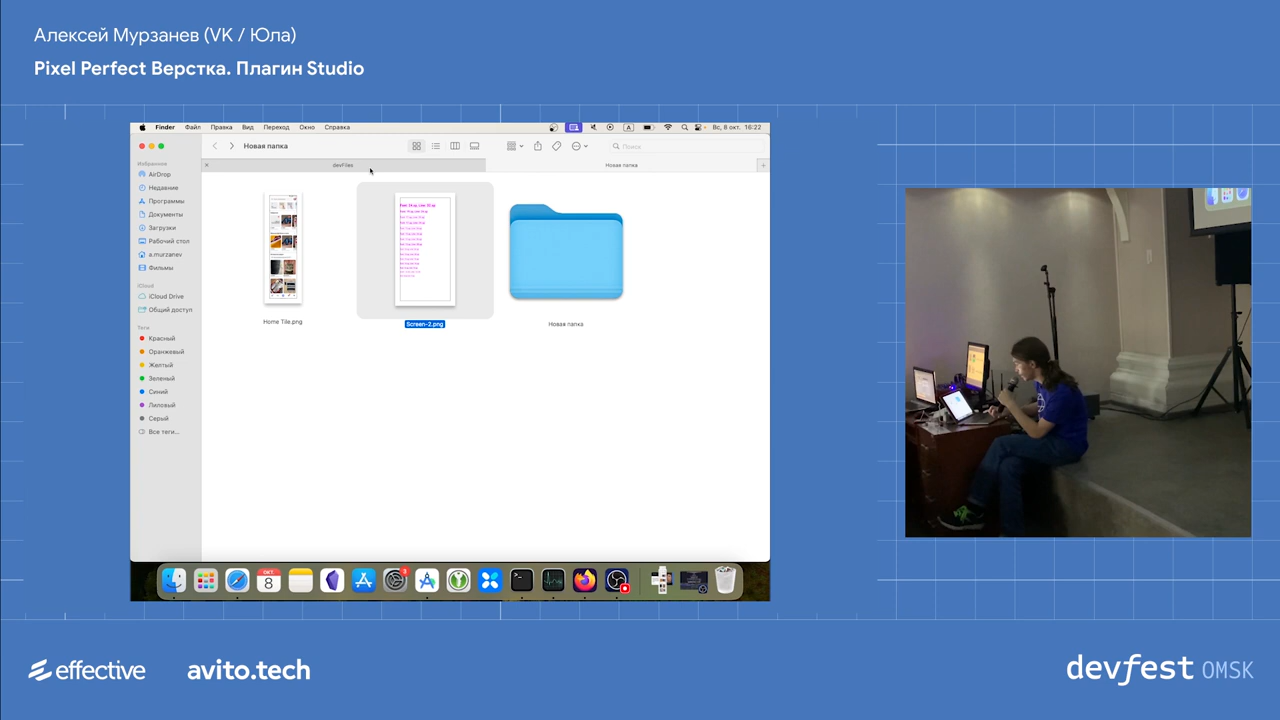 Алексей Мурзанев (VK / Юла)
Pixel Perfect Верстка. Плагин Studio
Finder Файл Правка Вид Переход Окно Справка
A
Вс, 8 окт. 16:22
Новая папка
Поиск
devFiles
Новая папка
Избранное
AirDrop
Недавние
Программы
Документы
Загрузки
Рабочий стол
a.murzanev
Фильмы
iCloud
iCloud Drive
Общий доступ
Теги
Красный
Оранжевый
Желтый
Зеленый
Синий
Лиловый
Серый
Все теги...
Home Tile.png
Screen-2.png
Новая папка
ОКТ
8
effective
avito.tech
devfest OMSK